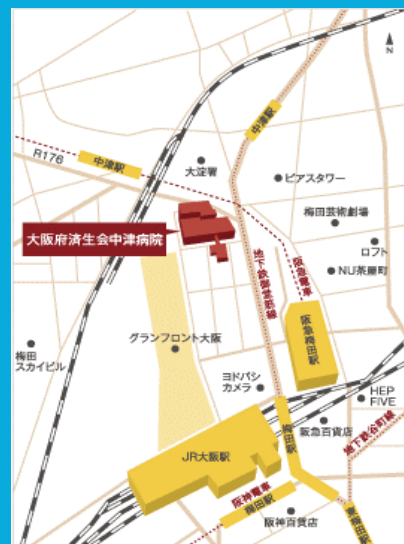 N
中津駅
R176
中津駅
大淀署
ピアスタワー
梅田芸術劇場
大阪府済生会中津病院
ロフト
地下鉄御堂筋線
阪急電車
NU茶屋町
グランフロント大阪
阪急梅田駅
梅田
スカイビル
ヨドバシ
カメラ
HEP
FIVE
梅田駅
阪急百貨店
地下鉄谷町線
JR大阪駅
阪神電車
梅田駅
阪神百貨店
東梅田駅